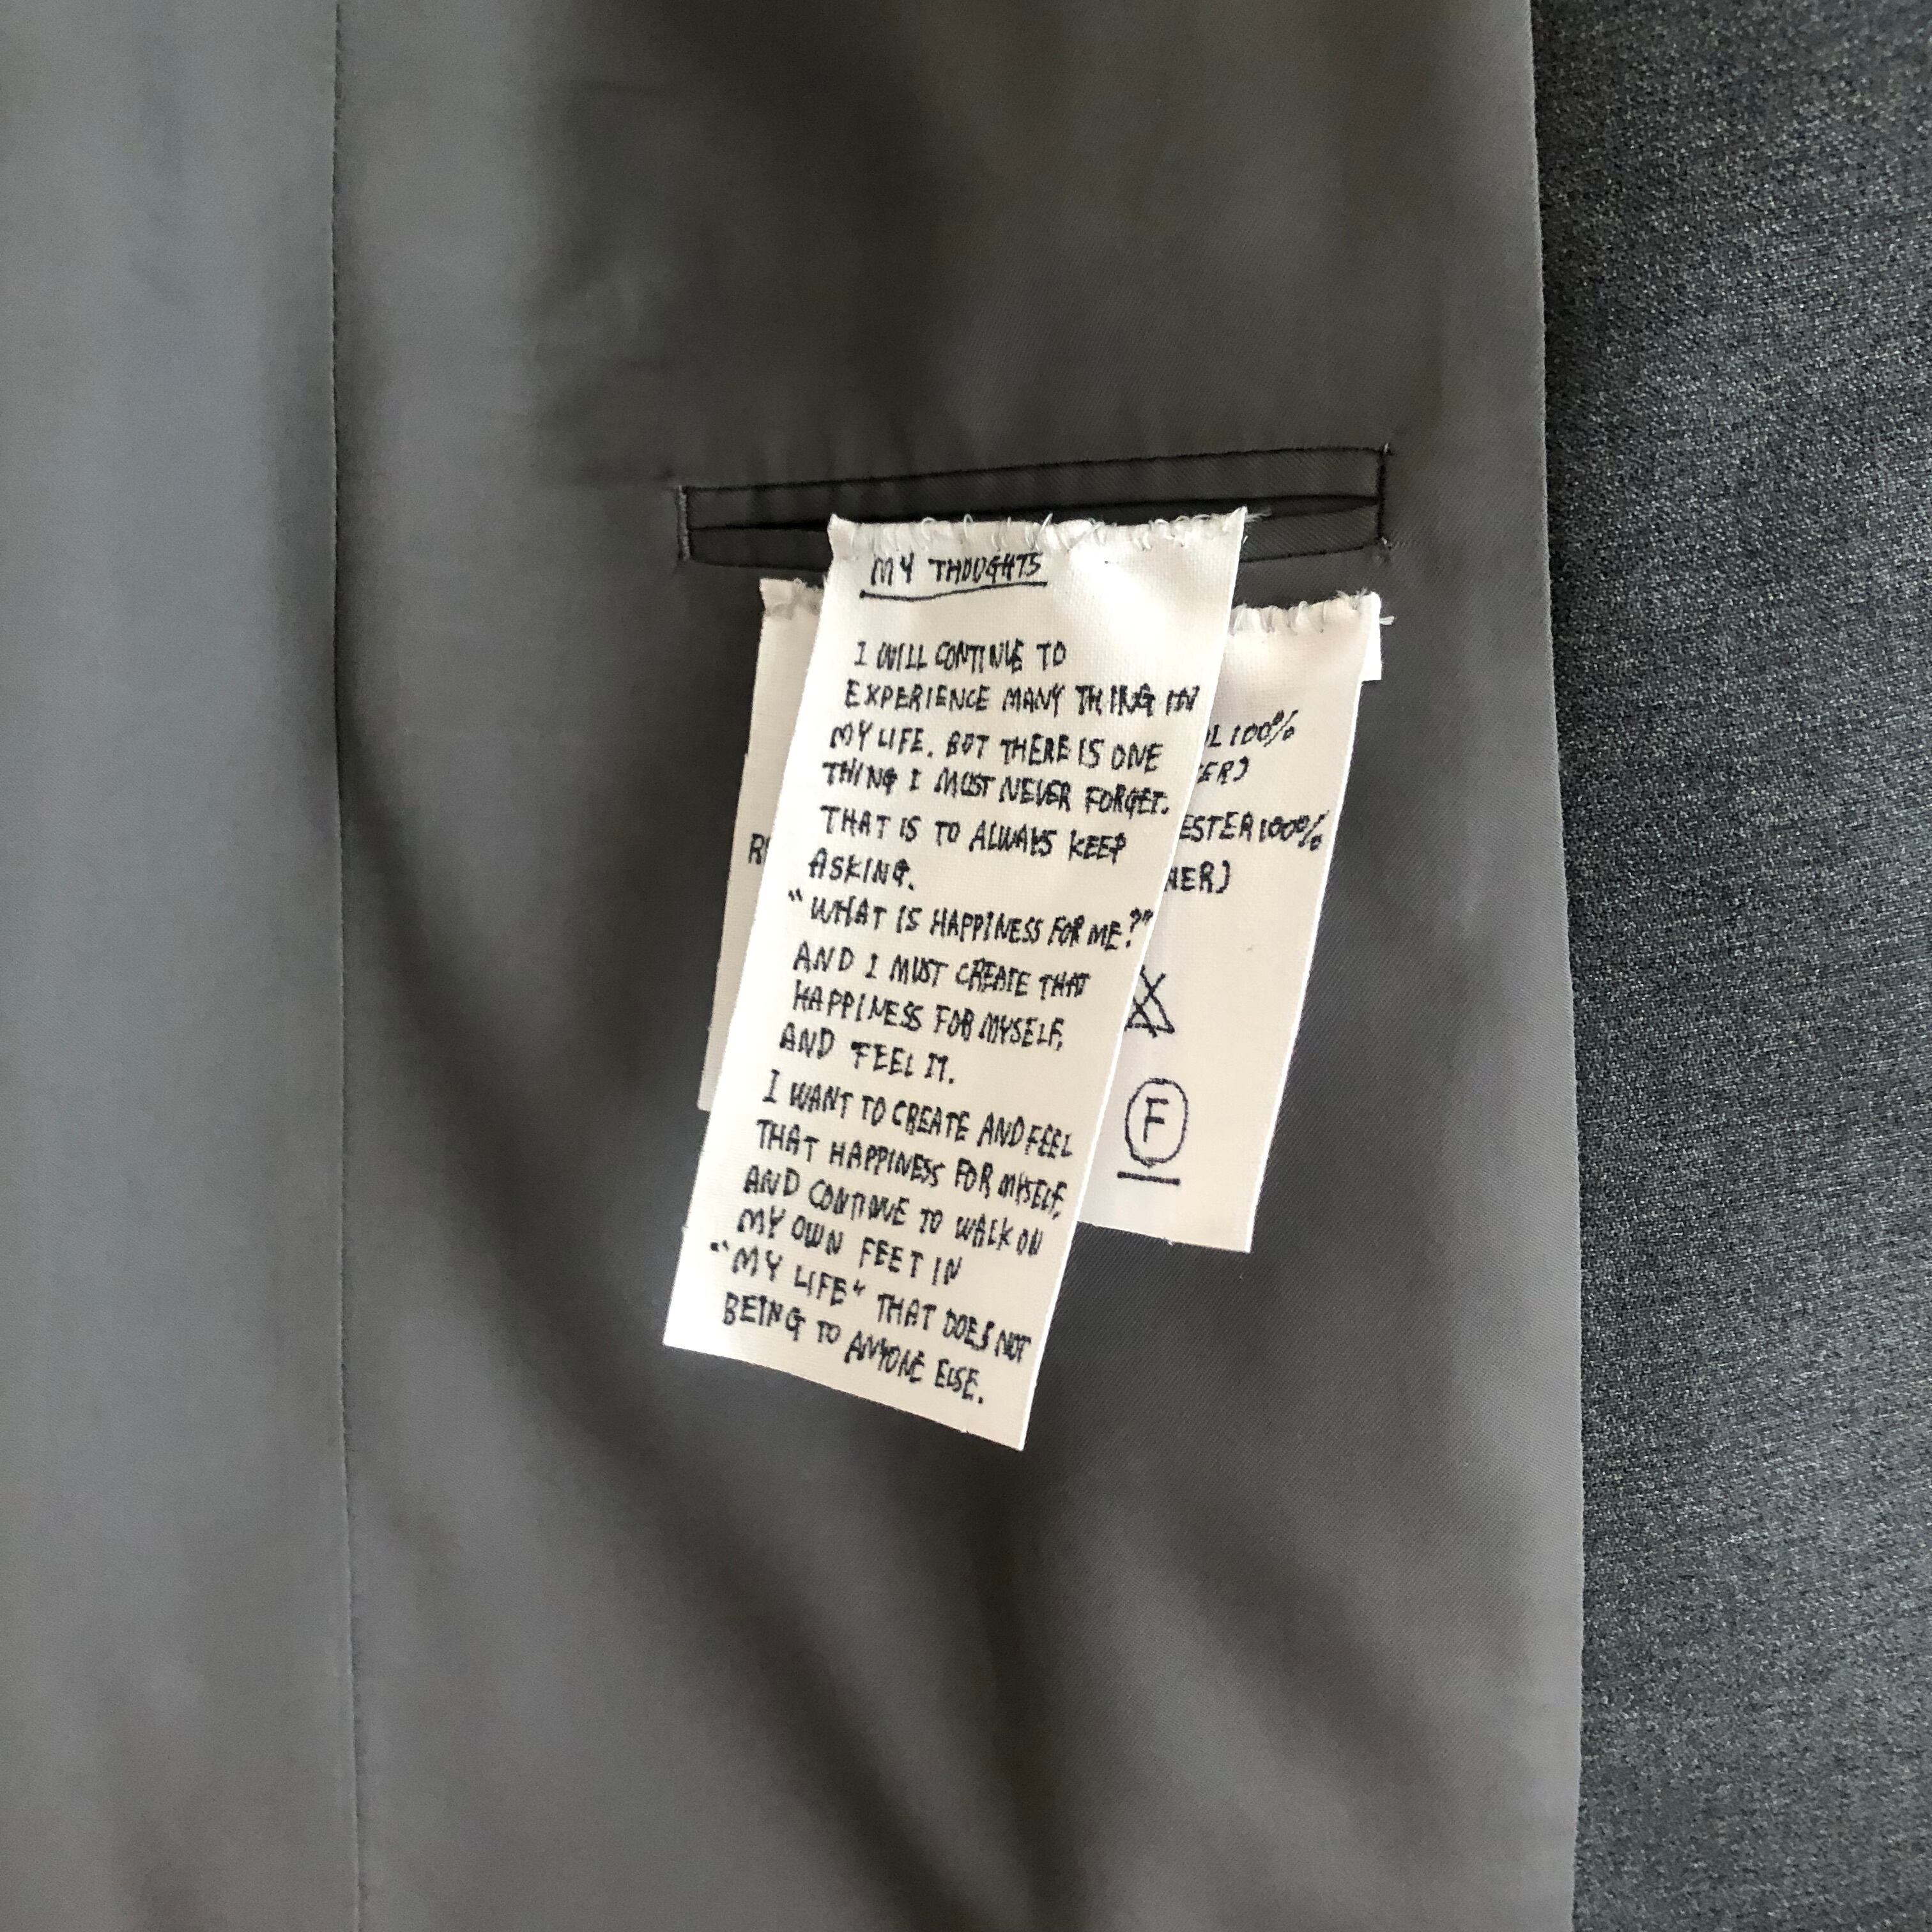 MY THOUGHTS
I WILL CONTINUE TO
EXPERIENCE MANY THING IN
MY LIFE. BUT THERE IS ONE
THING I MUST NEVER FORGET.
THAT IS TO ALWAYS KEEP
ASKING.
"WHAT IS HAPPINESS FOR ME?"
AND I MUST CREATE THAT
HAPPINESS FOR MYSELF,
AND FEEL IT.
I WANT TO CREATE AND FEEL
THAT HAPPINESS FOR MYSELF,
AND CONTINUE TO WALK ON
MY OWN FEET IN
"MY LIFE" THAT DOES NOT
BEING TO ANYONE ELSE.
100%
ER)
ESTER 100%
NER)
F